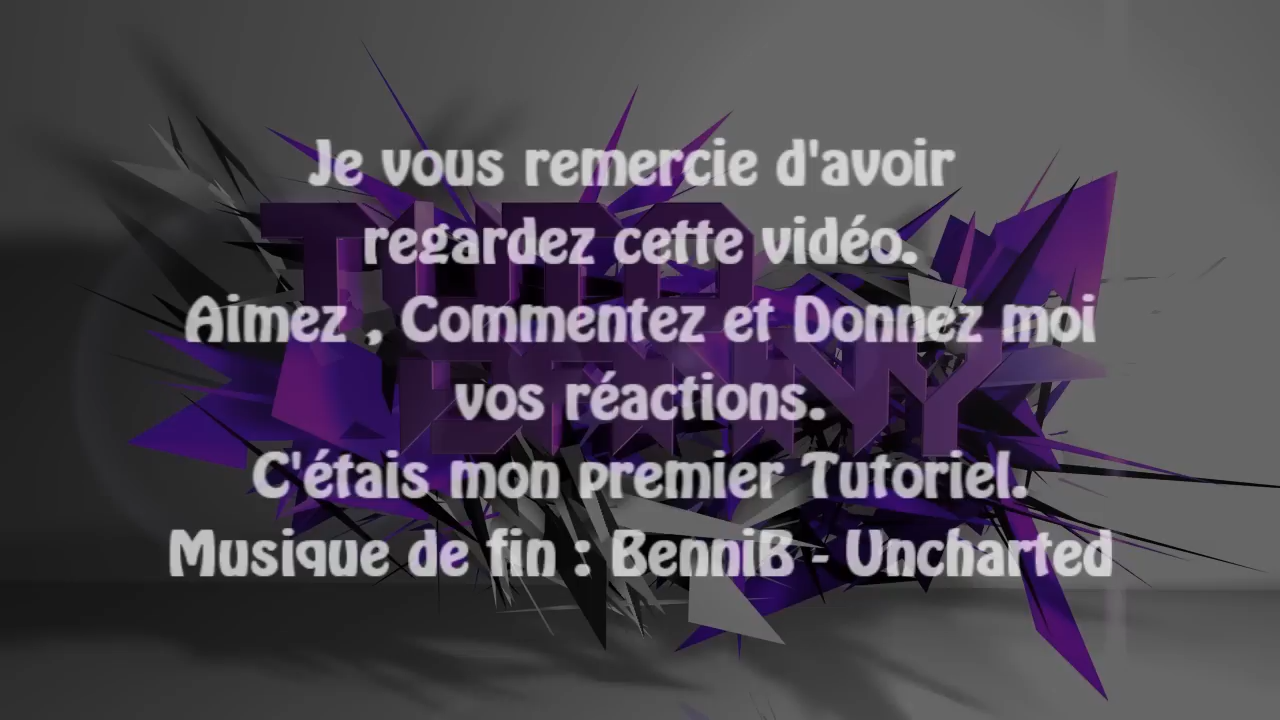 Je vous remercie d'avoir
regardez cette vidéo.
Aimez , Commentez et Donnez moi
vos réactions.
C'étais mon premier Tutoriel.
Musique de fin : BenniB - Uncharted
TUTO